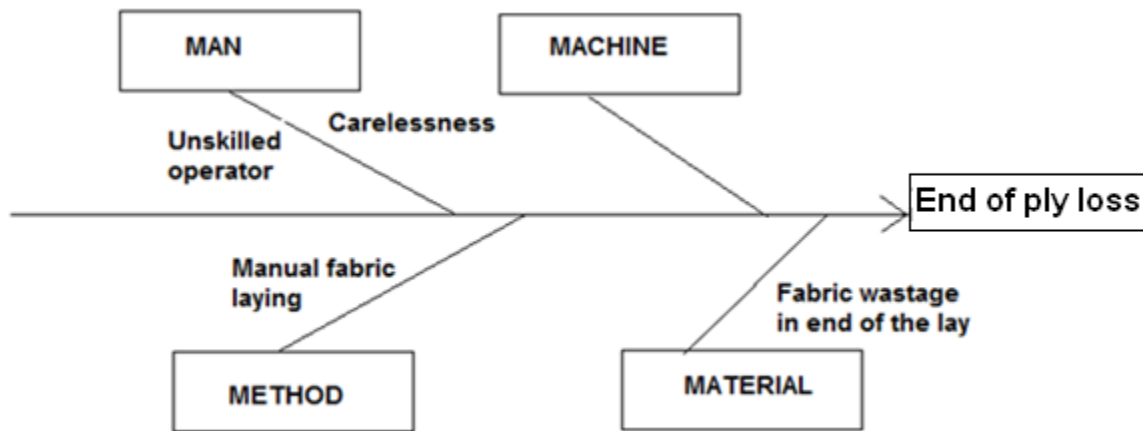 MAN
MACHINE
Carelessness
Unskilled
operator
End of ply loss
Manual fabric
laying
Fabric wastage
in end of the lay
METHOD
MATERIAL